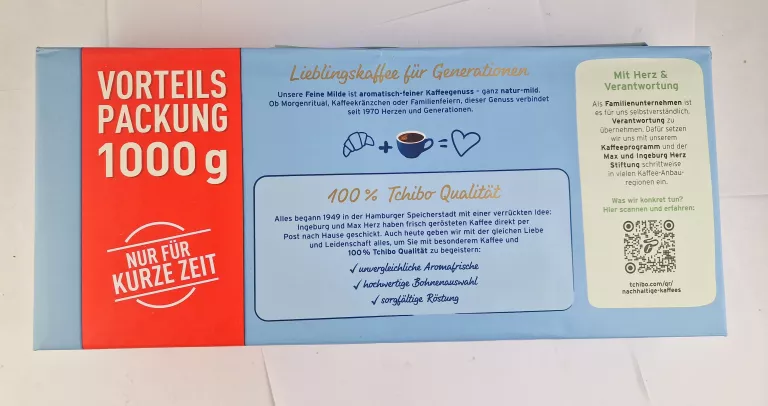 VORTEILS
PACKUNG
1000 g
NUR FÜR
KURZE ZEIT
Lieblingskaffee für Generationen
Unsere Feine Milde ist aromatisch-feiner Kaffeegenuss – ganz natur-mild.
Ob Morgenritual, Kaffeekränzchen oder Familienfeiern, dieser Genuss verbindet
seit 1970 Herzen und Generationen.
+
=
100 % Tchibo Qualität
Alles begann 1949 in der Hamburger Speicherstadt mit einer verrückten Idee:
Ingeburg und Max Herz haben frisch gerösteten Kaffee direkt per
Post nach Hause geschickt. Auch heute geben wir mit der gleichen Liebe
und Leidenschaft alles, um Sie mit besonderem Kaffee und
100 % Tchibo Qualität zu begeistern:
✓ unvergleichliche Aromafrische
✓ hochwertige Bohnenauswahl
✓ sorgfältige Röstung
Mit Herz &
Verantwortung
Als Familienunternehmen ist
es für uns selbstverständlich,
Verantwortung zu
übernehmen. Dafür setzen
wir uns mit unserem
Kaffeeprogramm und der
Max und Ingeburg Herz
Stiftung schrittweise
in vielen Kaffee-Anbau-
regionen ein.
Was wir konkret tun?
Hier scannen und erfahren:
tchibo.com/qr/
nachhaltige-kaffees